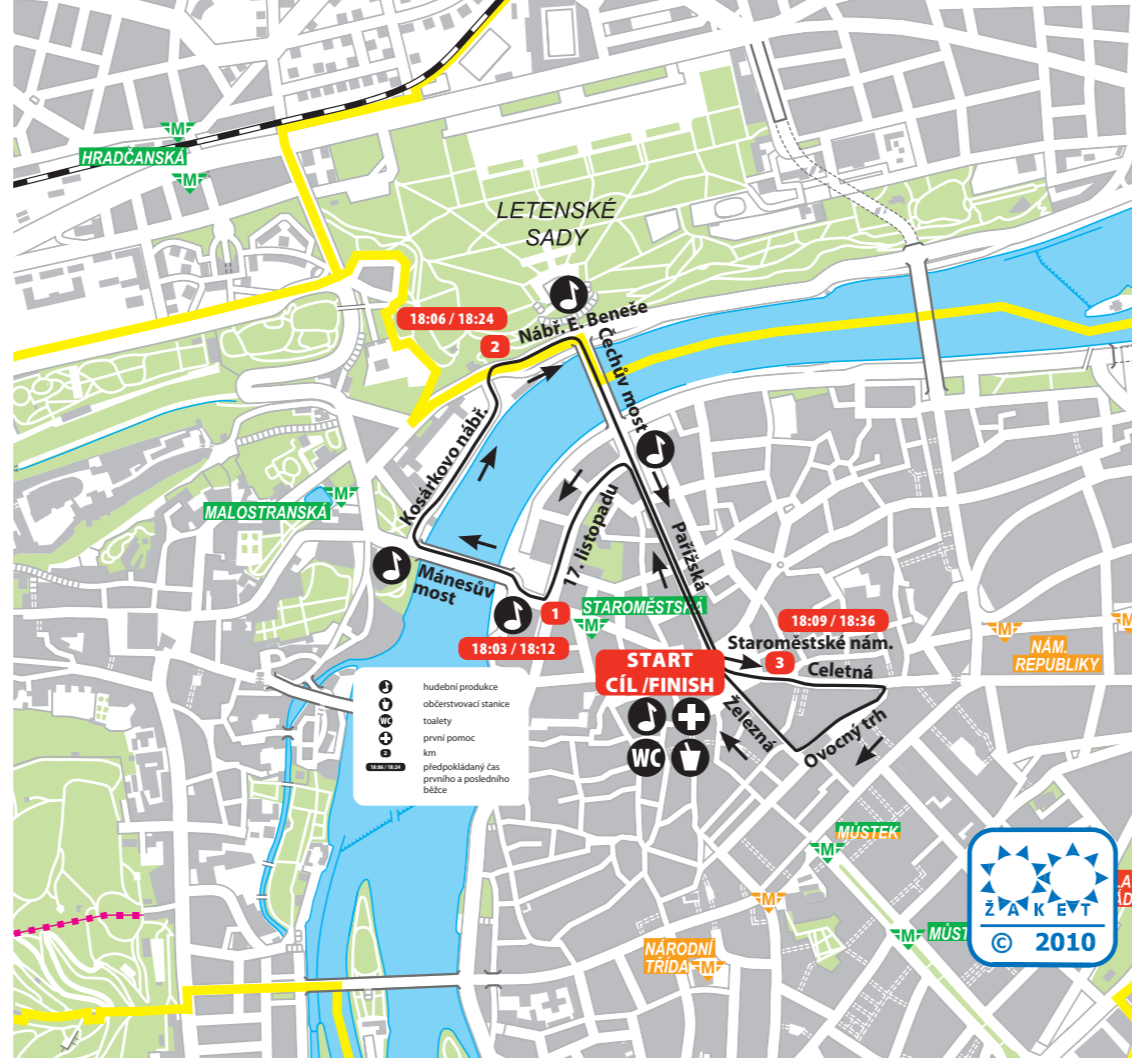 M
HRADČANSKÁ
M
LETENSKÉ
SADY
18:06 / 18:24
2
Nábř. E. Beneše
Čechův most
Kosárkovo nábř.
M
MALOSTRANSKÁ
17. listopadu
Pařížská
Mánesův
most
1
STAROMĚSTSKÁ
M
18:03 / 18:12
18:09 / 18:36
Staroměstské nám.
3
Celetná
M
NÁM.
REPUBLIKY
M
START
CÍL /FINISH
Železná
Ovocný trh
WC
hudební produkce
občerstvovací stanice
WC
toalety
první pomoc
2
km
18:06 / 18:24
předpokládaný čas
prvního a posledního
běžce
MŮSTEK
M
M
NÁRODNÍ
TŘÍDA
M
M
MŮST
ŽAKET
© 2010